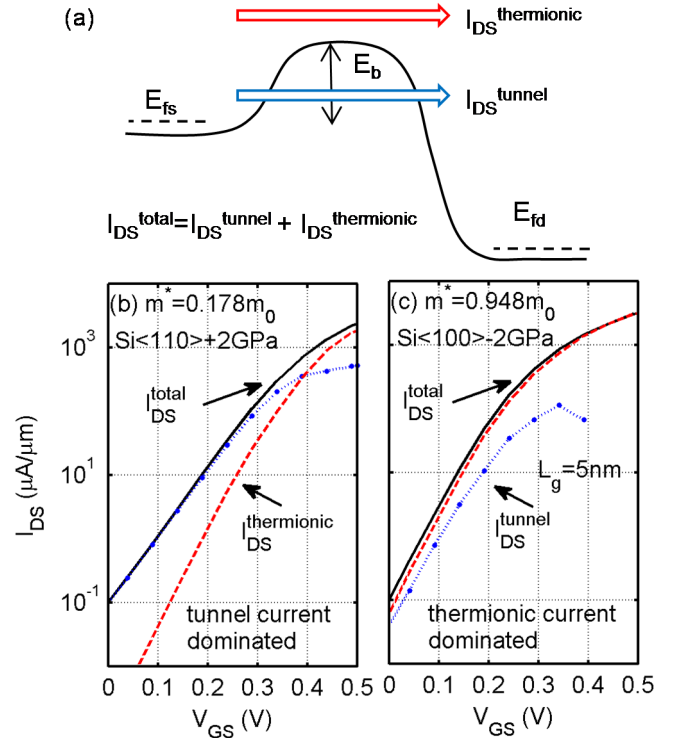 (a)
I_DS^thermionic
E_b
E_fs
I_DS^tunnel
I_DS^total=I_DS^tunnel + I_DS^thermionic
E_fd
(b) m^*=0.178m_0
Si<110>+2GPa
I_DS^total
I_DS^thermionic
tunnel current
dominated
10^3
10^1
10^-1
I_DS (μA/μm)
0 0.1 0.2 0.3 0.4 0.5
V_GS (V)
(c) m^*=0.948m_0
Si<100>-2GPa
I_DS^total
L_g=5nm
I_DS^tunnel
thermionic current
dominated
0 0.1 0.2 0.3 0.4 0.5
V_GS (V)